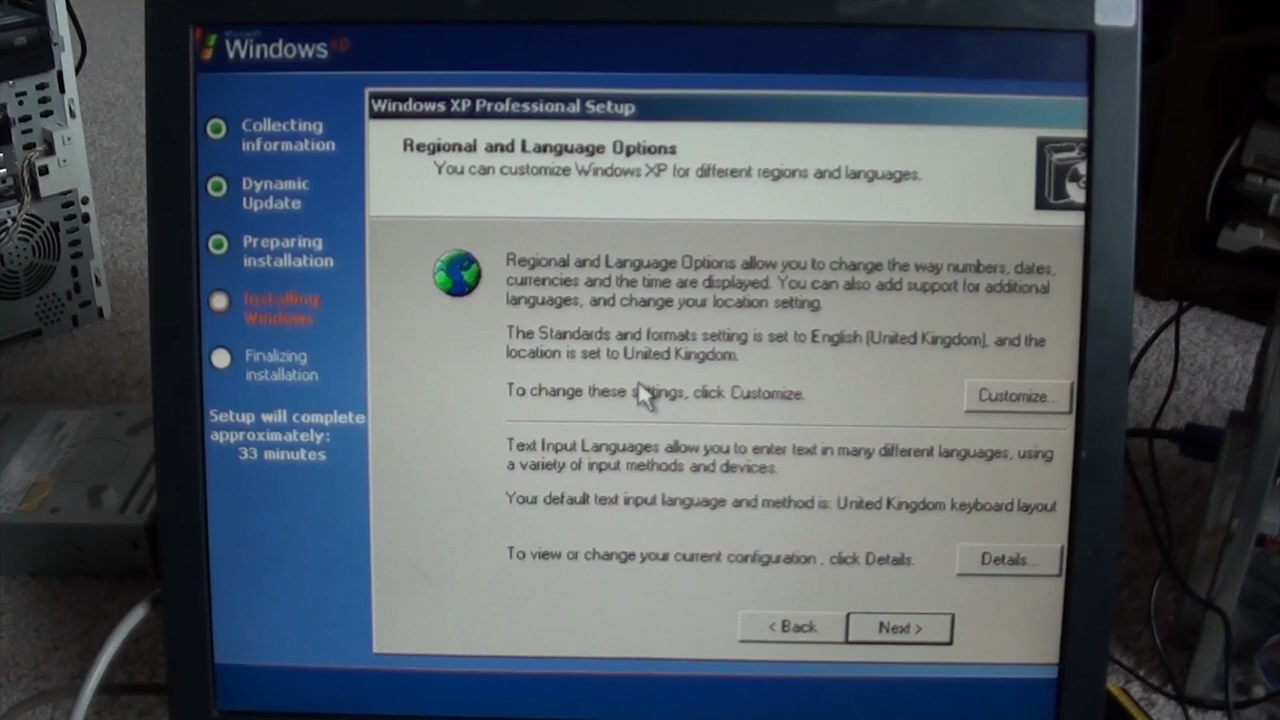 Microsoft
Windows xp
Collecting
information
Dynamic
Update
Preparing
installation
Installing
Windows
Finalizing
installation
Setup will complete
approximately:
33 minutes
Windows XP Professional Setup
Regional and Language Options
You can customize Windows XP for different regions and languages.
Regional and Language Options allow you to change the way numbers, dates,
currencies and the time are displayed. You can also add support for additional
languages, and change your location setting.
The Standards and formats setting is set to English (United Kingdom), and the
location is set to United Kingdom.
To change these settings, click Customize.
Customize...
Text Input Languages allow you to enter text in many different languages, using
a variety of input methods and devices.
Your default text input language and method is: United Kingdom keyboard layout
To view or change your current configuration , click Details.
Details...
< Back
Next >